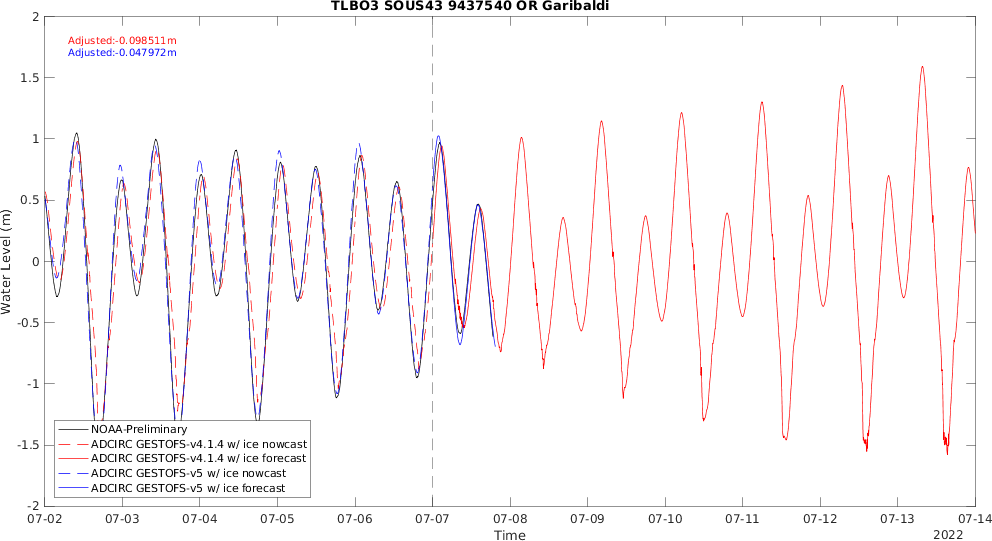 TLBO3 SOUS43 9437540 OR Garibaldi
Adjusted:-0.098511m
Adjusted:-0.047972m
Water Level (m)
2
1.5
1
0.5
0
-0.5
-1
-1.5
-2
NOAA-Preliminary
ADCIRC GESTOFS-v4.1.4 w/ ice nowcast
ADCIRC GESTOFS-v4.1.4 w/ ice forecast
ADCIRC GESTOFS-v5 w/ ice nowcast
ADCIRC GESTOFS-v5 w/ ice forecast
07-02 07-03 07-04 07-05 07-06 07-07 07-08 07-09 07-10 07-11 07-12 07-13 07-14
Time
2022